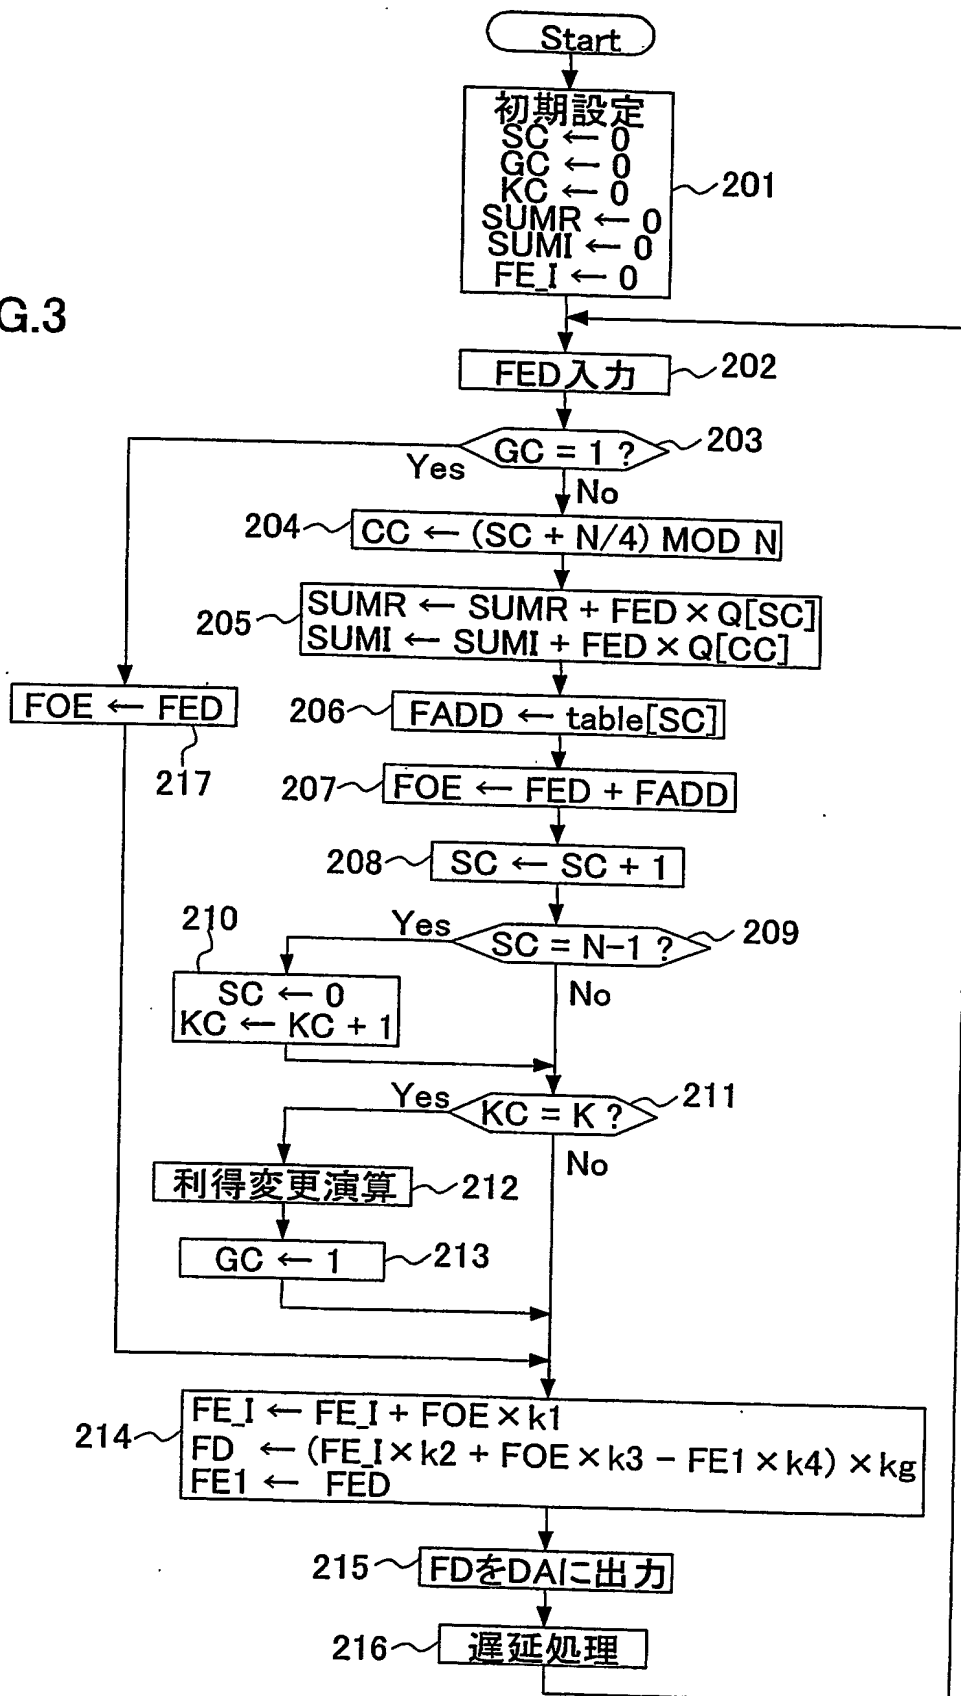 Start
初期設定
SC ← 0
GC ← 0
KC ← 0
SUMR ← 0
SUMI ← 0
FE_I ← 0
201
G.3
FED入力
202
GC = 1 ?
203
Yes
No
204
CC ← (SC + N/4) MOD N
205
SUMR ← SUMR + FED × Q[SC]
SUMI ← SUMI + FED × Q[CC]
FOE ← FED
217
206
FADD ← table[SC]
207
FOE ← FED + FADD
208
SC ← SC + 1
210
Yes
SC = N-1 ?
209
No
SC ← 0
KC ← KC + 1
Yes
KC = K ?
211
No
利得変更演算
212
GC ← 1
213
214
FE_I ← FE_I + FOE × k1
FD ← (FE_I × k2 + FOE × k3 − FE1 × k4) × kg
FE1 ← FED
215
FDをDAに出力
216
遅延処理